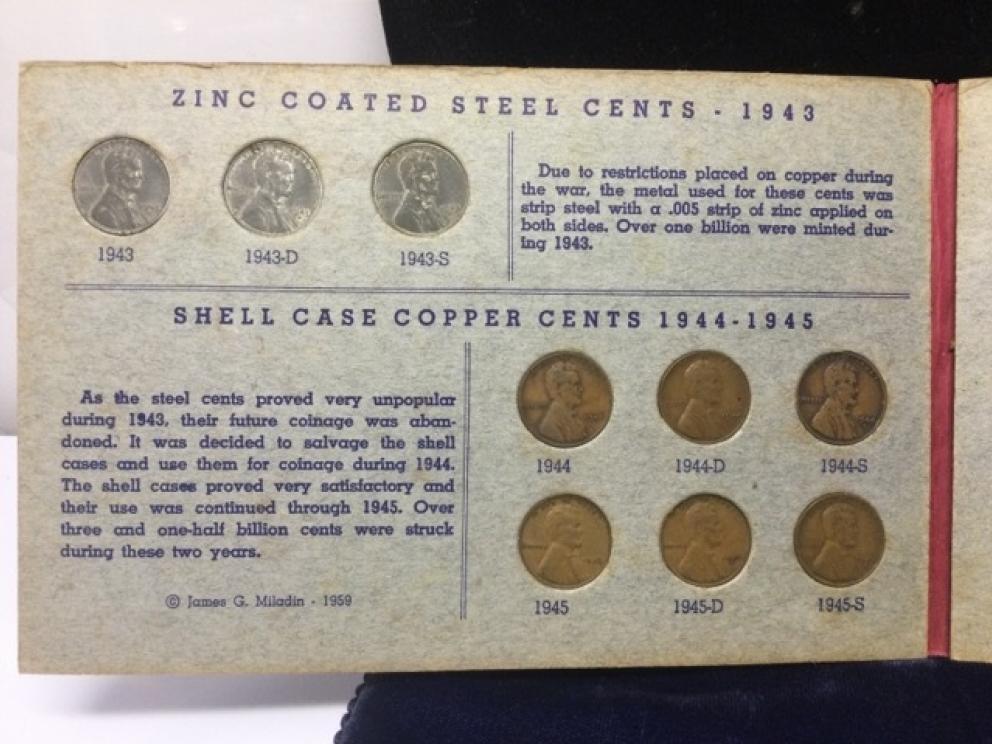 ZINC COATED STEEL CENTS - 1943
1943 1943-D 1943-S
Due to restrictions placed on copper during
the war, the metal used for these cents was
strip steel with a .005 strip of zinc applied on
both sides. Over one billion were minted dur-
ing 1943.
SHELL CASE COPPER CENTS 1944-1945
As the steel cents proved very unpopular
during 1943, their future coinage was aban-
doned. It was decided to salvage the shell
cases and use them for coinage during 1944.
The shell cases proved very satisfactory and
their use was continued through 1945. Over
three and one-half billion cents were struck
during these two years.
© James G. Miladin - 1959
1944 1944-D 1944-S
1945 1945-D 1945-S